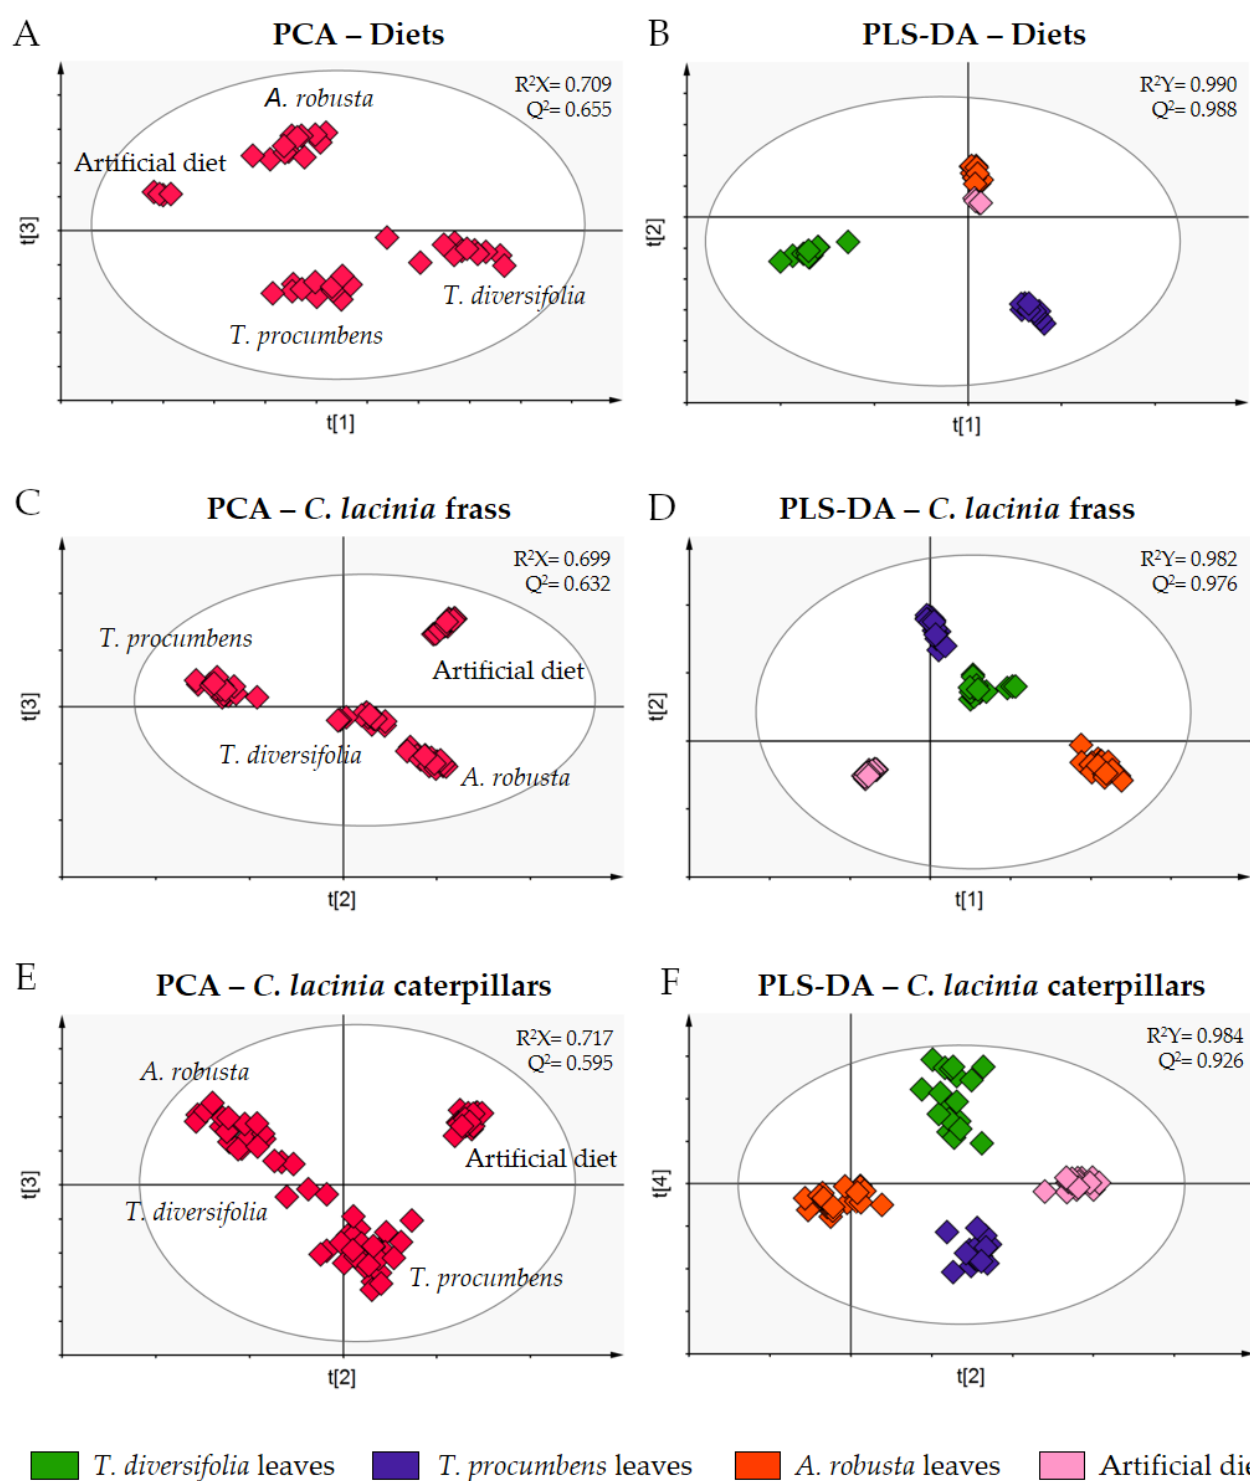 A
PCA – Diets
R²X= 0.709
Q²= 0.655
A. robusta
Artificial diet
T. diversifolia
T. procumbens
t[3]
t[1]
B
PLS-DA – Diets
R²Y= 0.990
Q²= 0.988
t[2]
t[1]
C
PCA – C. lacinia frass
R²X= 0.699
Q²= 0.632
T. procumbens
Artificial diet
T. diversifolia
A. robusta
t[3]
t[2]
D
PLS-DA – C. lacinia frass
R²Y= 0.982
Q²= 0.976
t[2]
t[1]
E
PCA – C. lacinia caterpillars
R²X= 0.717
Q²= 0.595
A. robusta
Artificial diet
T. diversifolia
T. procumbens
t[3]
t[2]
F
PLS-DA – C. lacinia caterpillars
R²Y= 0.984
Q²= 0.926
t[4]
t[2]
T. diversifolia leaves
T. procumbens leaves
A. robusta leaves
Artificial die